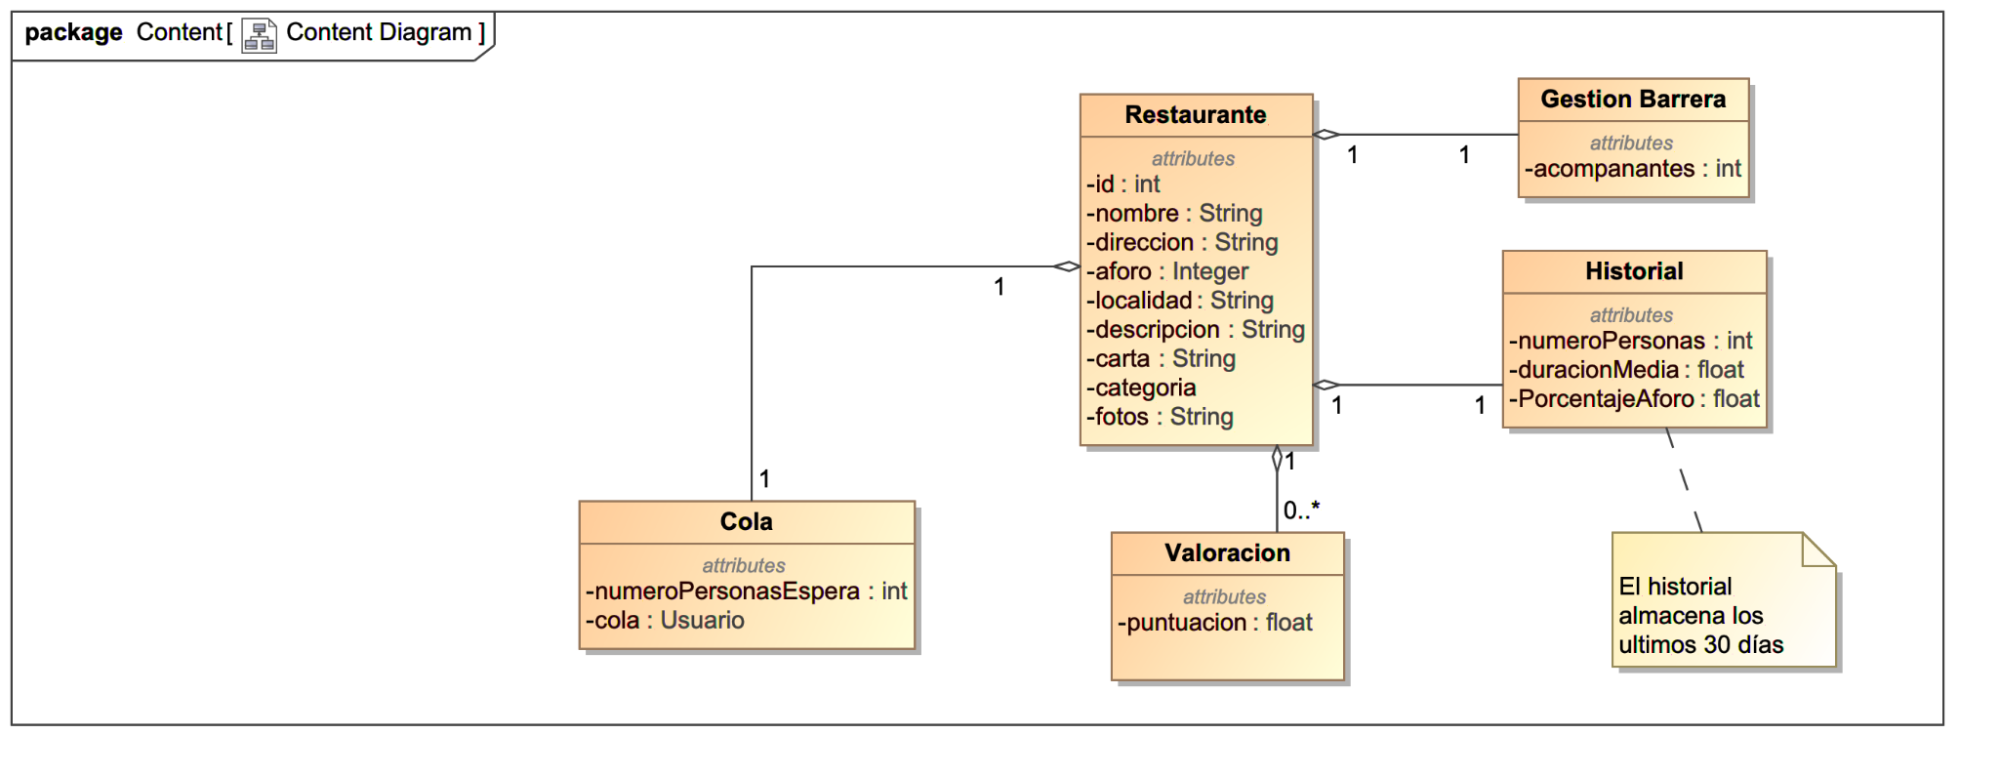 package Content[ Content Diagram ]
Restaurante
attributes
-id : int
-nombre : String
-direccion : String
-aforo : Integer
-localidad : String
-descripcion : String
-carta : String
-categoria
-fotos : String
Gestion Barrera
attributes
-acompanantes : int
1
1
Historial
attributes
-numeroPersonas : int
-duracionMedia : float
-PorcentajeAforo : float
1
1
1
1
Cola
attributes
-numeroPersonasEspera : int
-cola : Usuario
1
0..*
Valoracion
attributes
-puntuacion : float
El historial
almacena los
ultimos 30 días